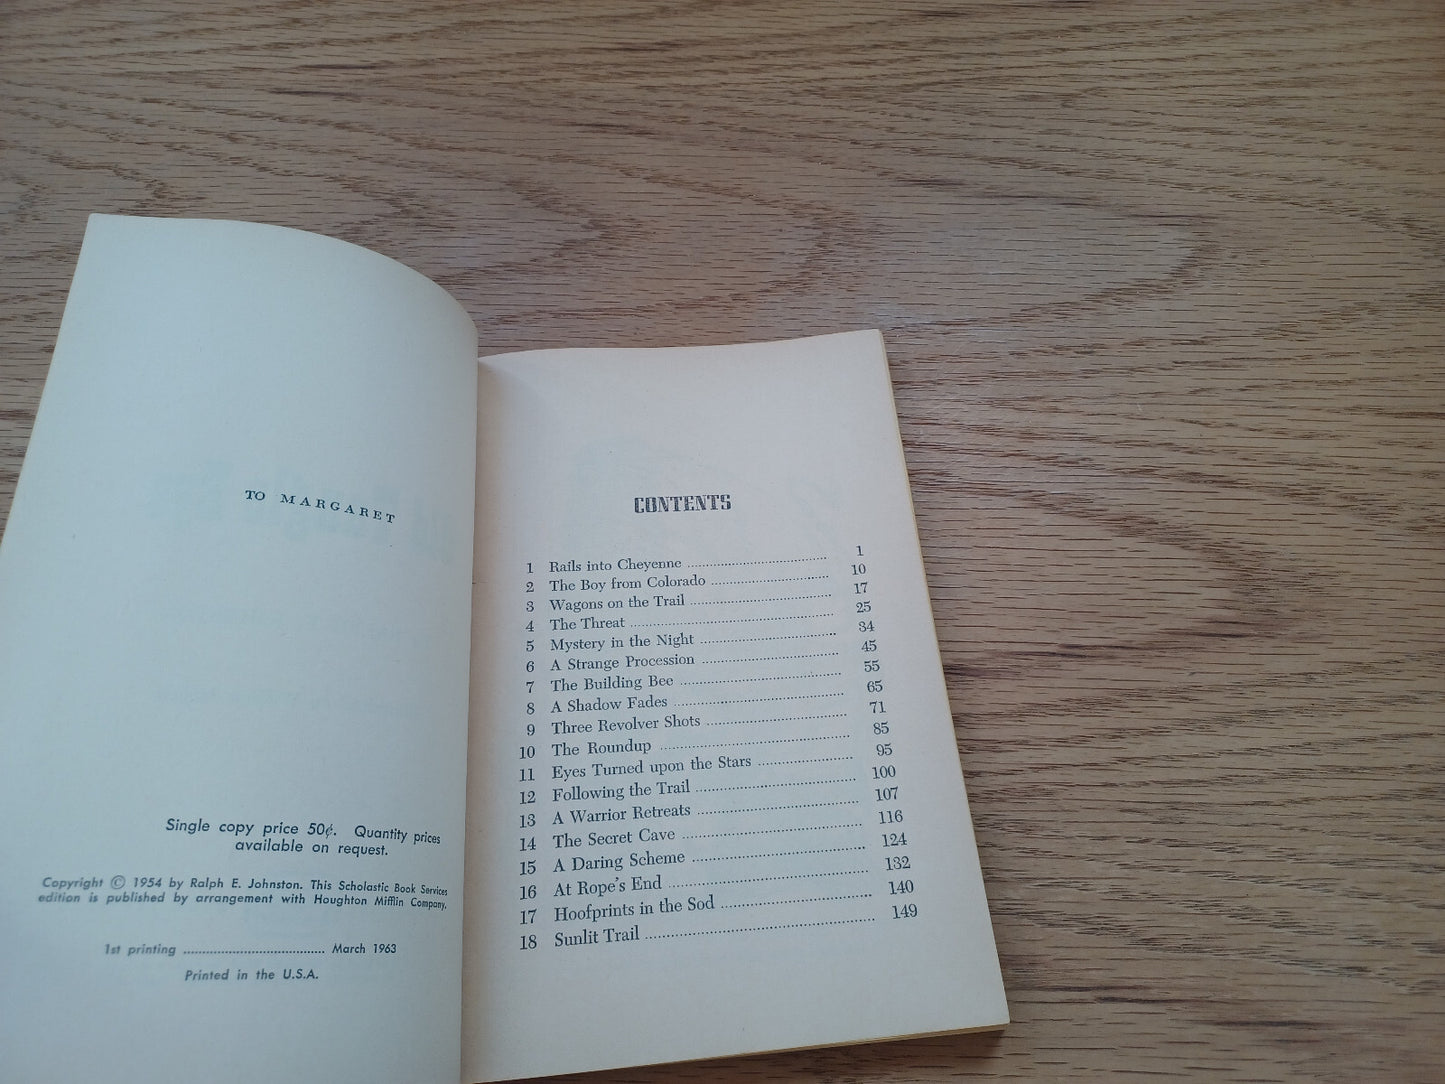 TO MARGARET
Single copy price 50¢. Quantity prices
available on request.
Copyright © 1954 by Ralph E. Johnston. This Scholastic Book Services
edition is published by arrangement with Houghton Mifflin Company.
1st printing ........................................ March 1963
Printed in the U.S.A.
CONTENTS
1 Rails into Cheyenne ........................................ 1
2 The Boy from Colorado ................................. 10
3 Wagons on the Trail ........................................ 17
4 The Threat ........................................................ 25
5 Mystery in the Night ...................................... 34
6 A Strange Procession ...................................... 45
7 The Building Bee ............................................ 55
8 A Shadow Fades .............................................. 65
9 Three Revolver Shots ...................................... 71
10 The Roundup .................................................. 85
11 Eyes Turned upon the Stars ........................... 95
12 Following the Trail ........................................ 100
13 A Warrior Retreats ........................................ 107
14 The Secret Cave .............................................. 116
15 A Daring Scheme ............................................ 124
16 At Rope's End .................................................. 132
17 Hoofprints in the Sod .................................... 140
18 Sunlit Trail ...................................................... 149